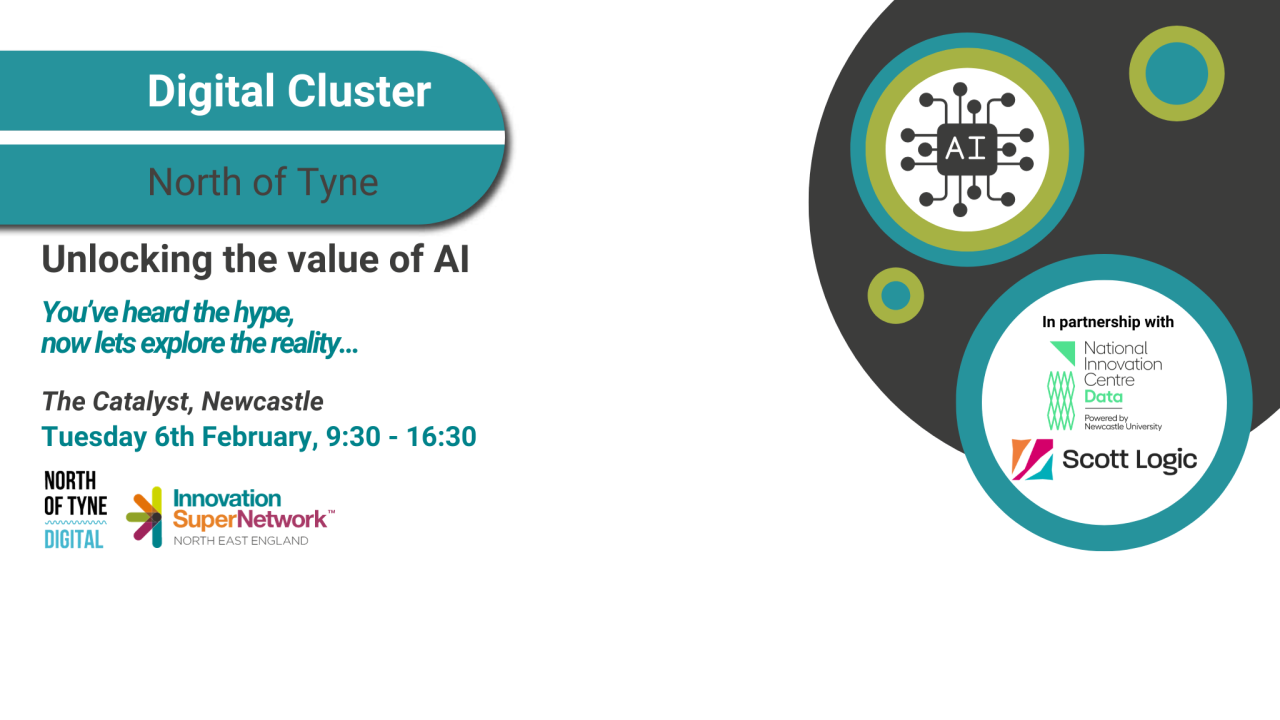 Digital Cluster
North of Tyne
Unlocking the value of AI
You've heard the hype,
now lets explore the reality...
The Catalyst, Newcastle
Tuesday 6th February, 9:30 - 16:30
NORTH
OF TYNE
DIGITAL
Innovation
SuperNetwork™
NORTH EAST ENGLAND
AI
In partnership with
National
Innovation
Centre
Data
Powered by
Newcastle University
Scott Logic